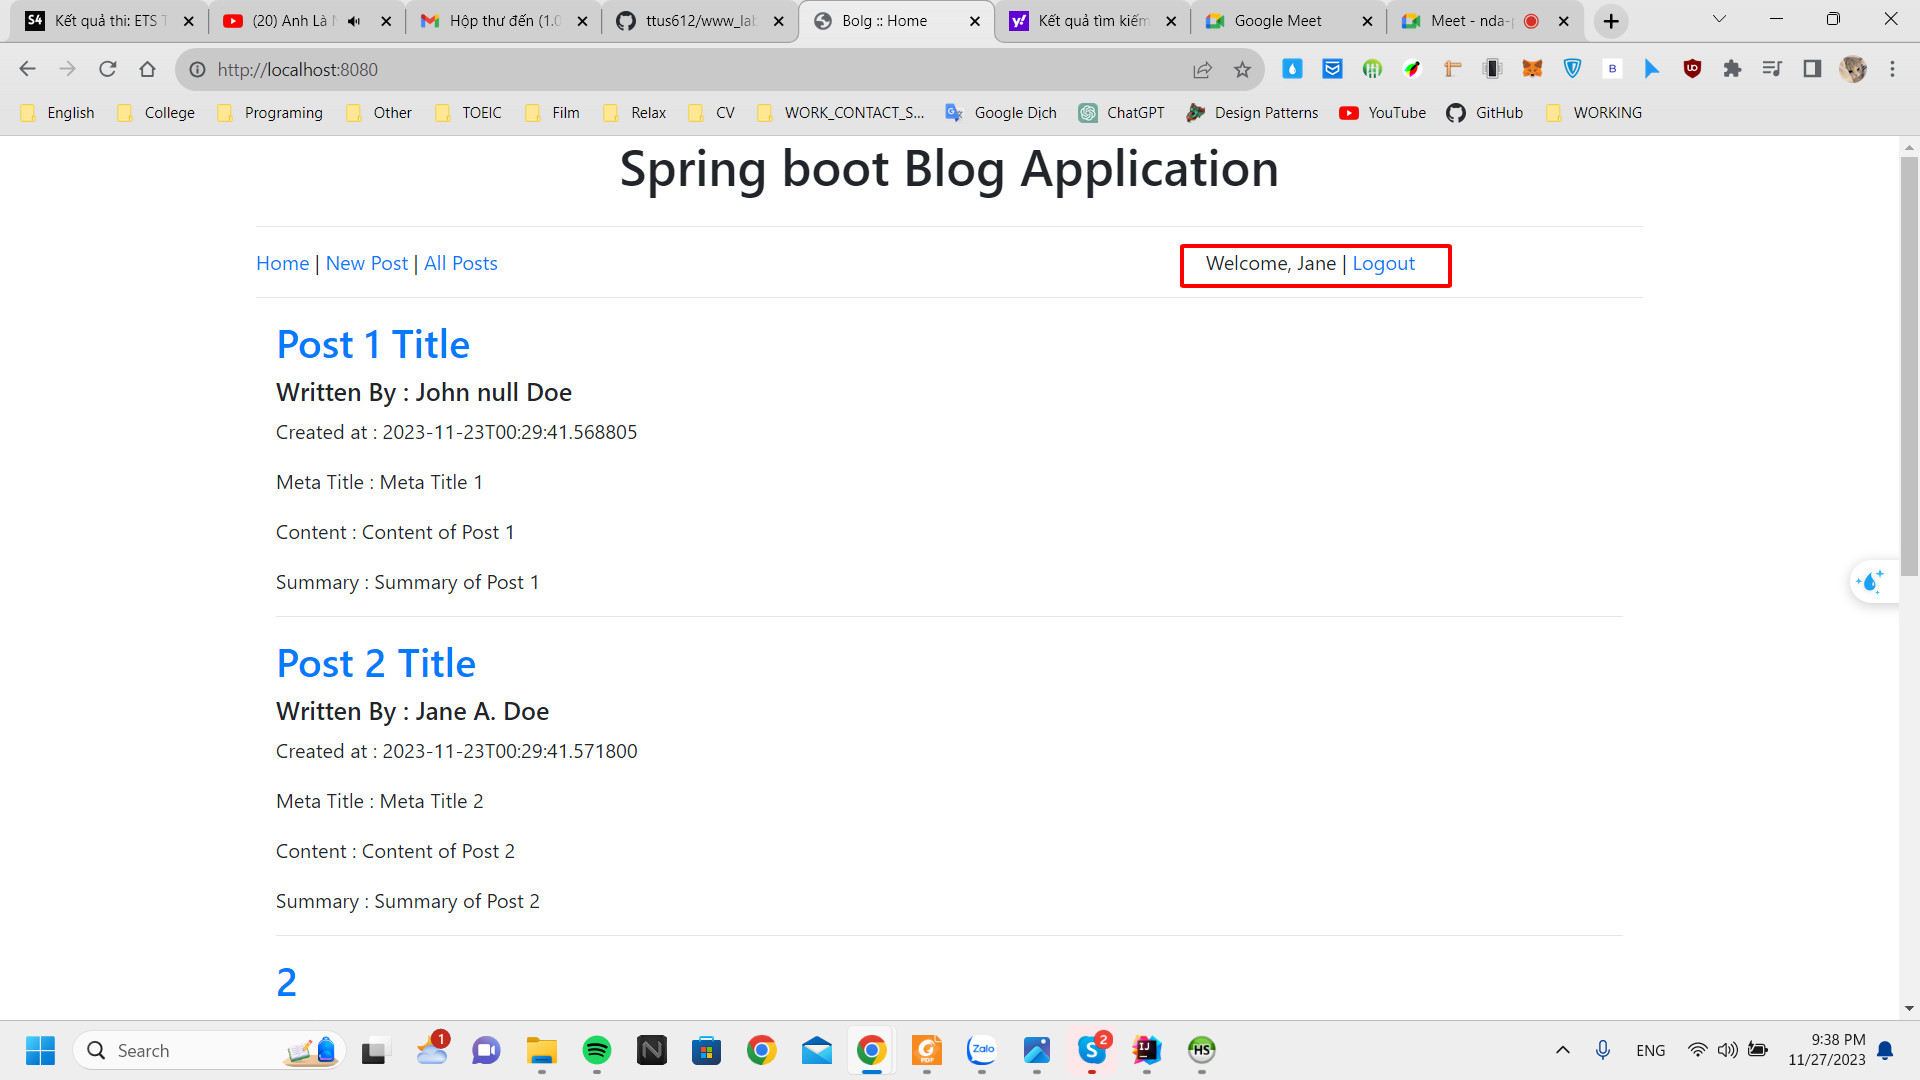 Kết quả thi: ETS T
(20) Anh Là N
Hộp thư đến (1.0
ttus612/www_lab
Bolg :: Home
Kết quả tìm kiếm
Google Meet
Meet - nda-p
http://localhost:8080
English
College
Programing
Other
TOEIC
Film
Relax
CV
WORK_CONTACT_S...
Google Dịch
ChatGPT
Design Patterns
YouTube
GitHub
WORKING
Spring boot Blog Application
Home | New Post | All Posts
Welcome, Jane | Logout
Post 1 Title
Written By : John null Doe
Created at : 2023-11-23T00:29:41.568805
Meta Title : Meta Title 1
Content : Content of Post 1
Summary : Summary of Post 1
Post 2 Title
Written By : Jane A. Doe
Created at : 2023-11-23T00:29:41.571800
Meta Title : Meta Title 2
Content : Content of Post 2
Summary : Summary of Post 2
2
Search
1
Zalo
2
HS
ENG
9:38 PM
11/27/2023